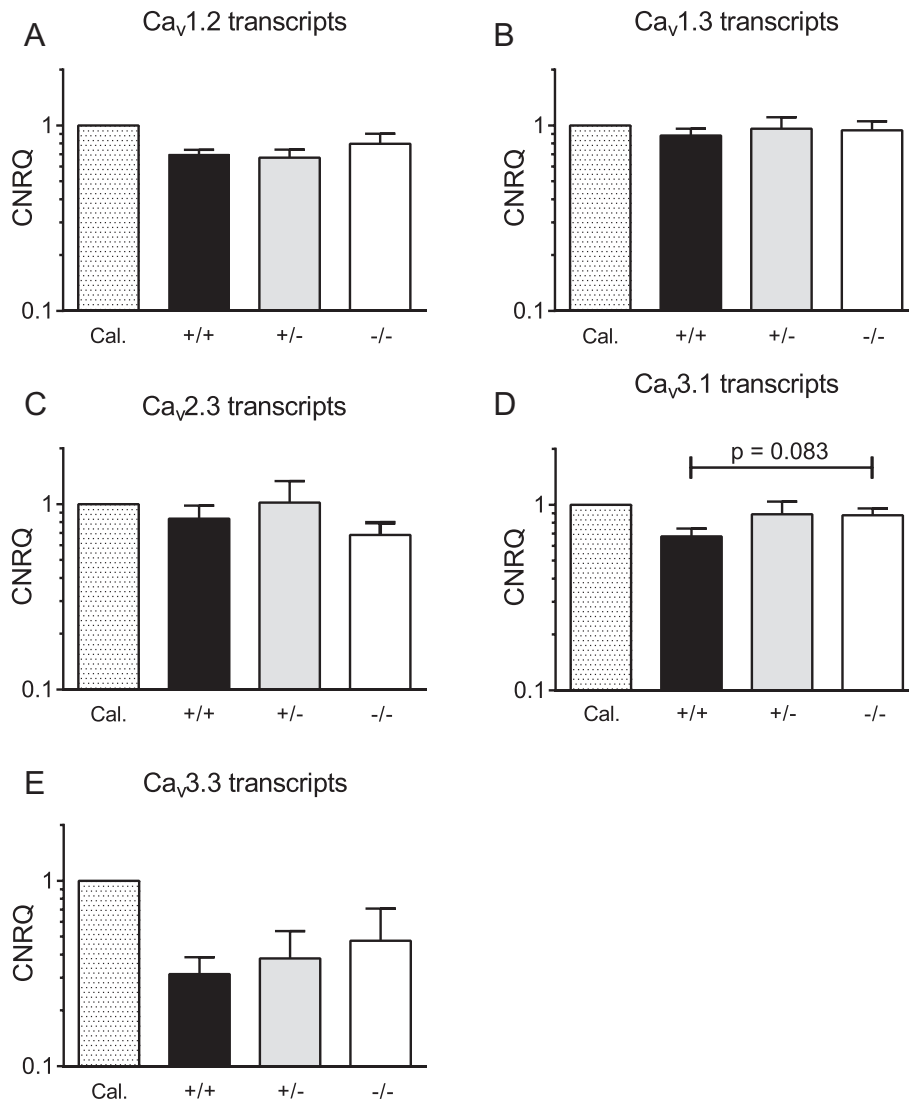 A
Cav1.2 transcripts
CNRQ
1
0.1
Cal.
+/+
+/-
-/-
B
Cav1.3 transcripts
CNRQ
1
0.1
Cal.
+/+
+/-
-/-
C
Cav2.3 transcripts
CNRQ
1
0.1
Cal.
+/+
+/-
-/-
D
Cav3.1 transcripts
p = 0.083
CNRQ
1
0.1
Cal.
+/+
+/-
-/-
E
Cav3.3 transcripts
CNRQ
1
0.1
Cal.
+/+
+/-
-/-